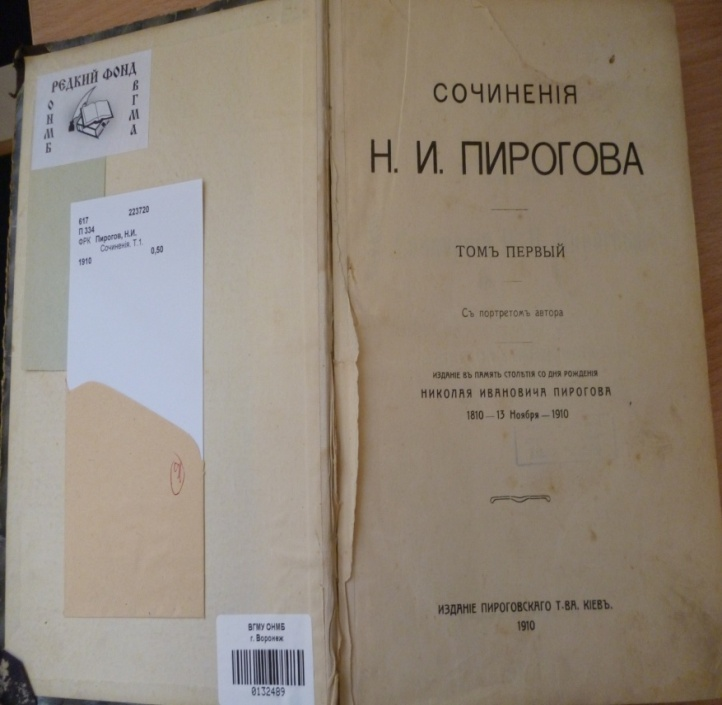 РЕДКИЙ ФОНД
ОНМБ
ВГМА
617 223720
П 334
ФРК Пирогов, Н.И.
Сочинения. Т.1.
1910 0,50
ВГМУ ОНМБ
г. Воронеж
0132489
СОЧИНЕНІЯ
Н. И. ПИРОГОВА
ТОМЪ ПЕРВЫЙ
Съ портретомъ автора
ИЗДАНІЕ ВЪ ПАМЯТЬ СТОЛѢТІЯ СО ДНЯ РОЖДЕНІЯ
НИКОЛАЯ ИВАНОВИЧА ПИРОГОВА
1810 — 13 Ноября — 1910
ИЗДАНІЕ ПИРОГОВСКАГО Т-ВА. КІЕВЪ.
1910